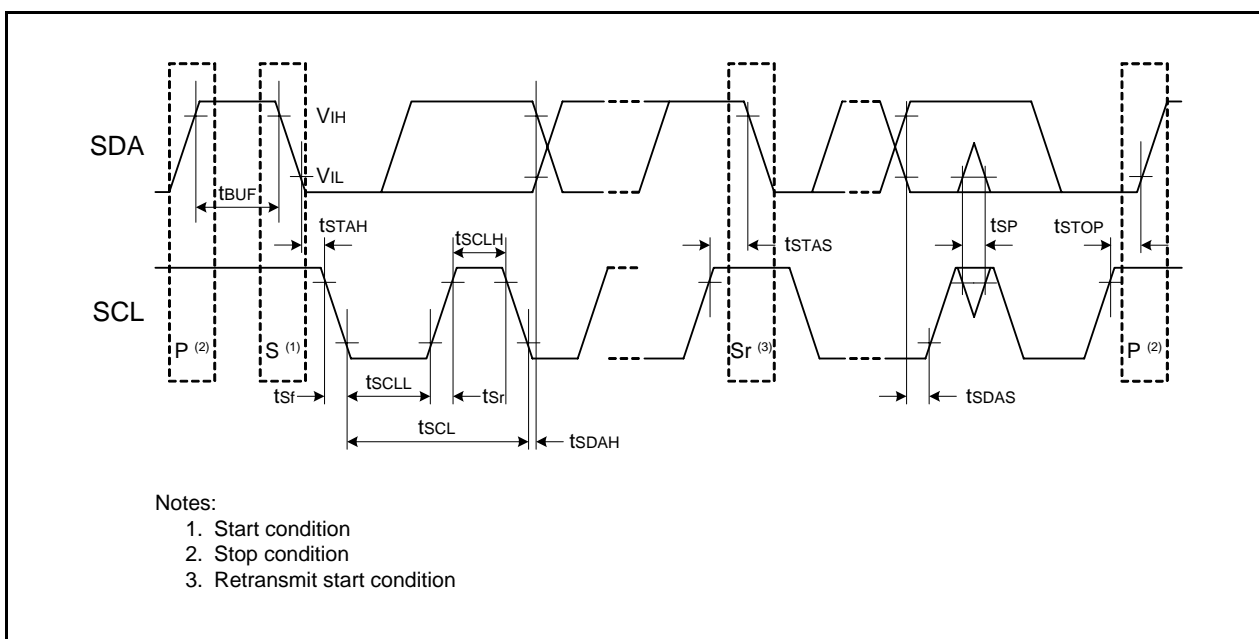 SDA
VIH
VIL
tBUF
tSTAH
tSCLH
tSTAS
tSP
tSTOP
SCL
P (2)
S (1)
Sr (3)
P (2)
tSf
tSCLL
tSr
tSDAS
tSCL
tSDAH
Notes:
1. Start condition
2. Stop condition
3. Retransmit start condition